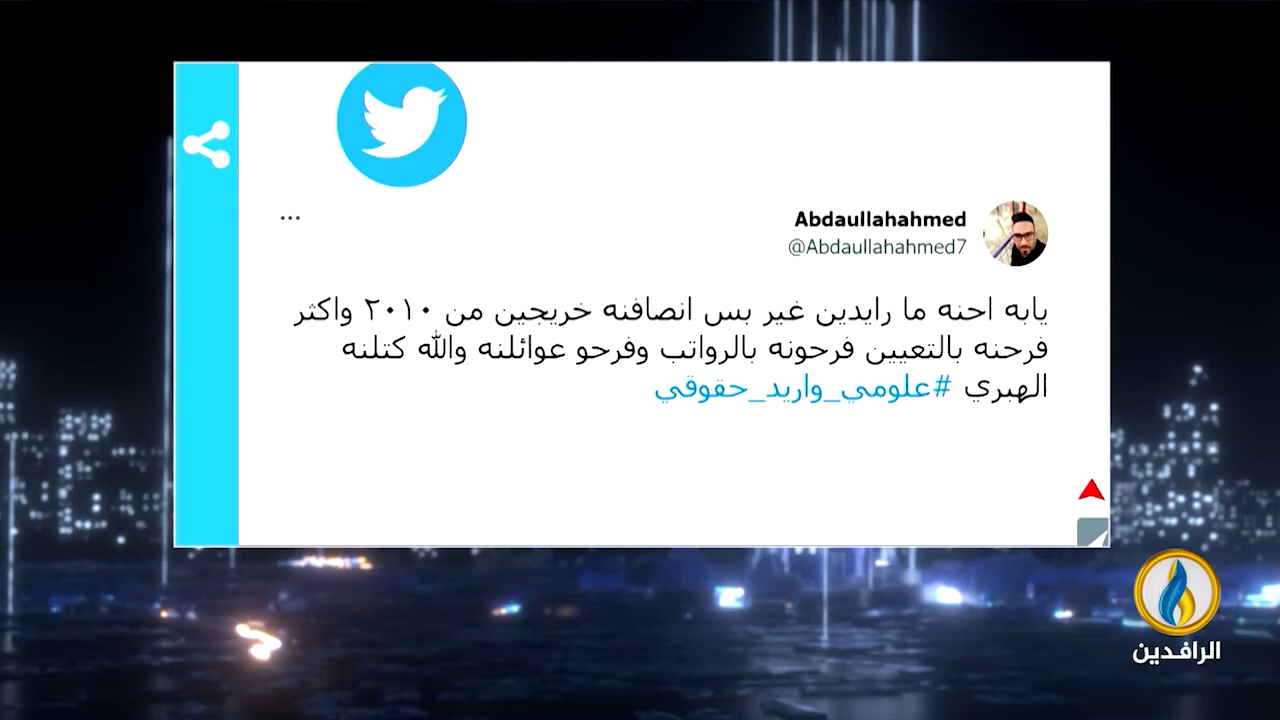 Abdaullahahmed
@Abdaullahahmed7
يابه احنه ما رايدين غير بس انصافنه خريجين من ٢٠١٠ واكثر
فرحنه بالتعيين فرحونه بالرواتب وفرحو عوائلنه والله كتلنه
الهبري #علومي_واريد_حقوقي
الرافدين